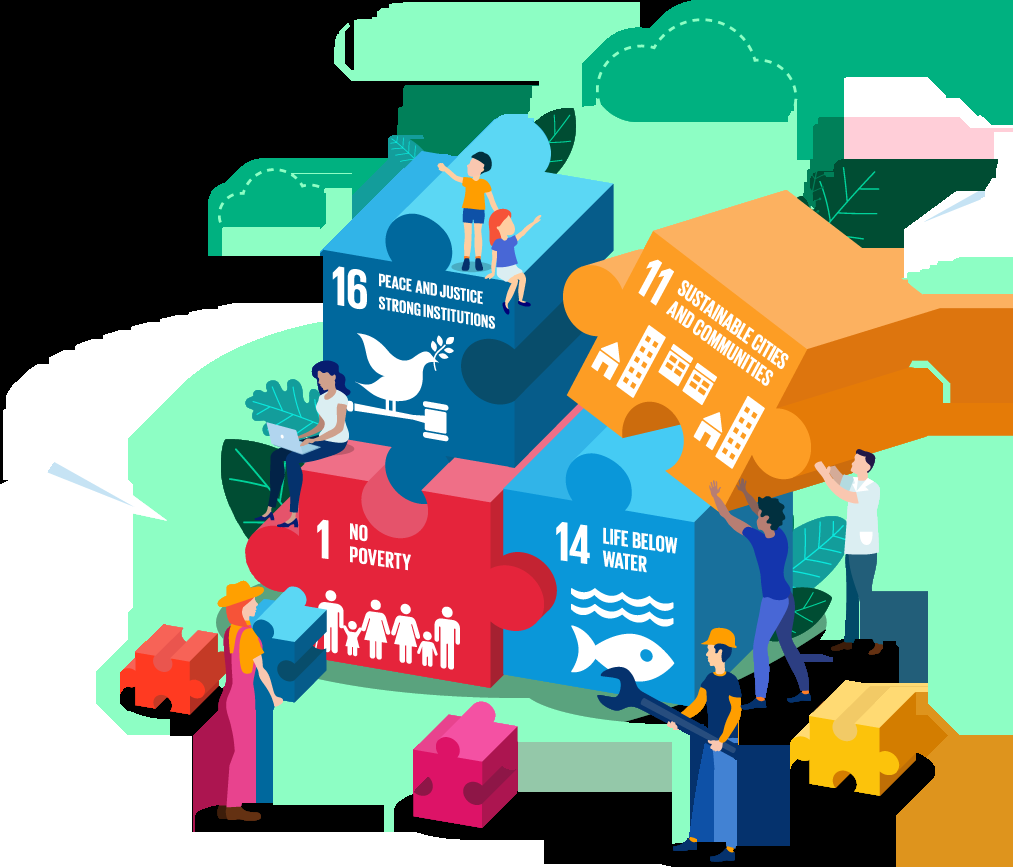 16
PEACE AND JUSTICE
STRONG INSTITUTIONS
11
SUSTAINABLE CITIES
AND COMMUNITIES
1
NO
POVERTY
14
LIFE BELOW
WATER